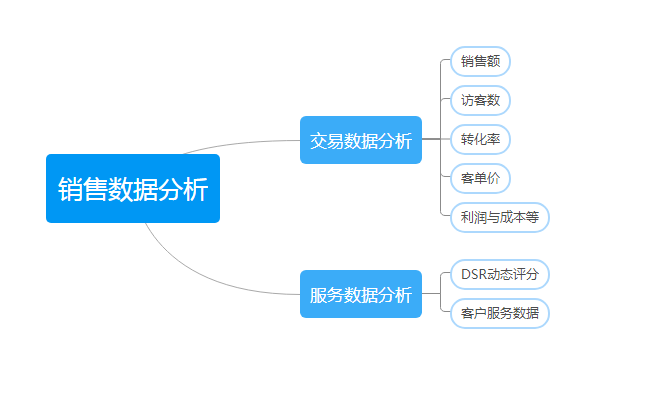 销售数据分析
交易数据分析
销售额
访客数
转化率
客单价
利润与成本等
服务数据分析
DSR动态评分
客户服务数据